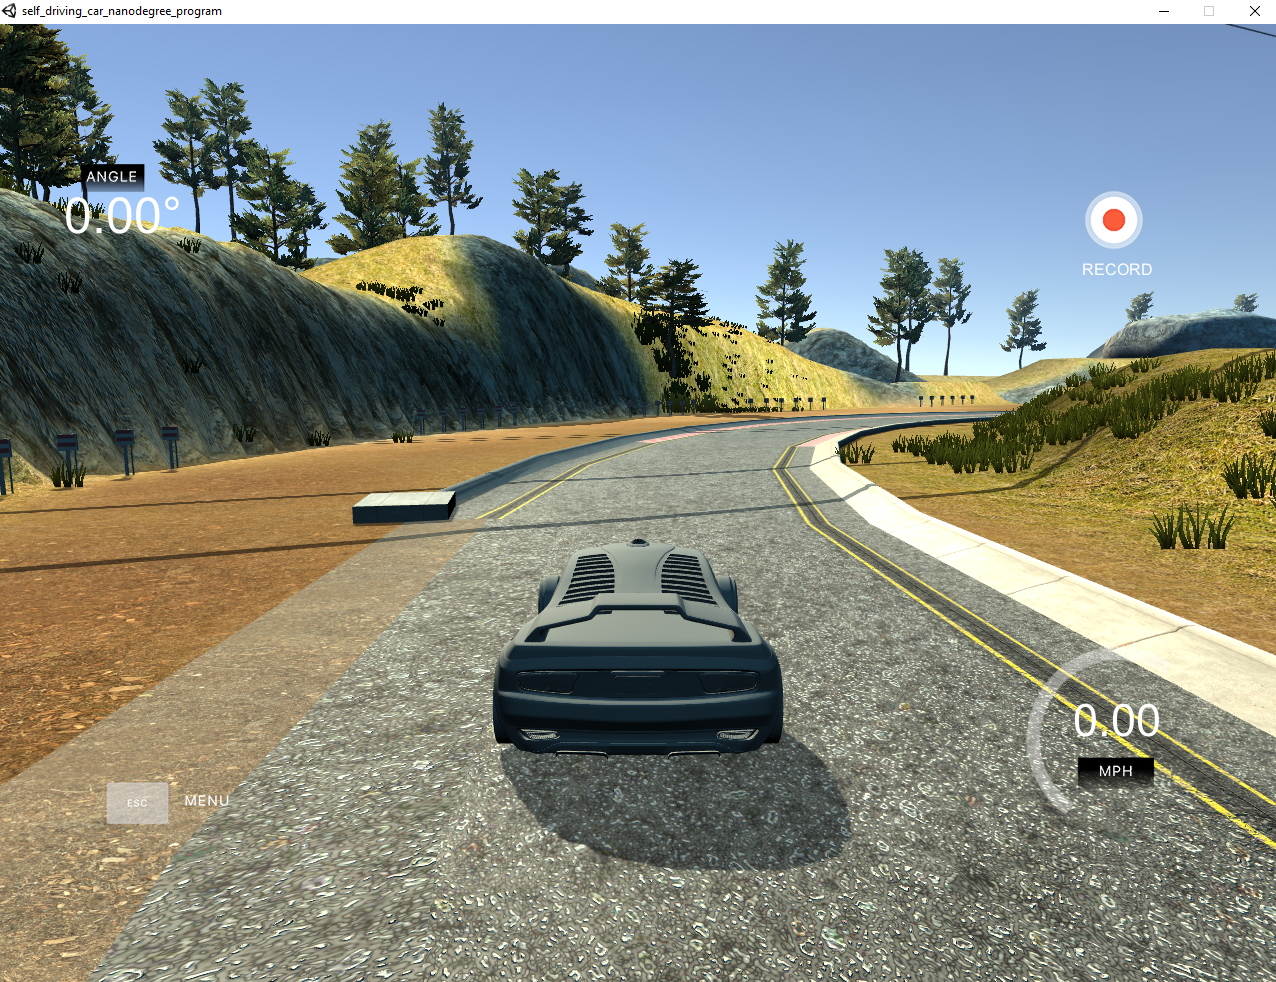 self_driving_car_nanodegree_program
ANGLE
0.00°
RECORD
0.00
MPH
ESC
MENU